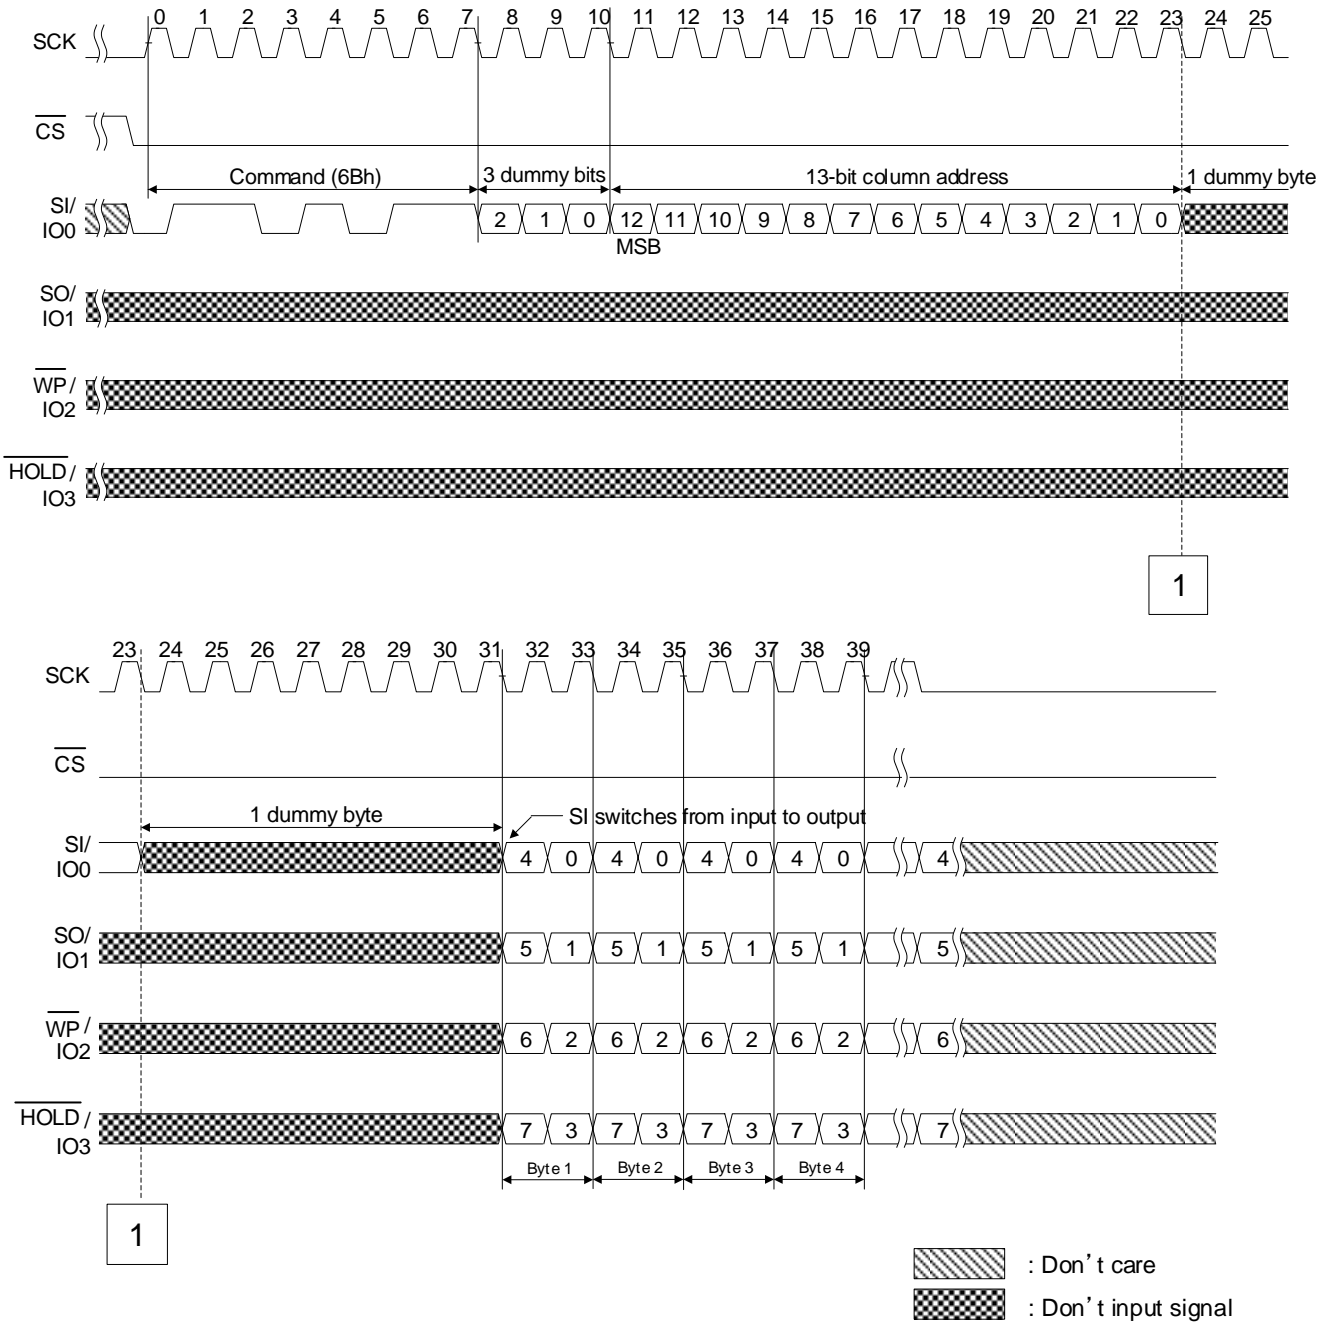 0 1 2 3 4 5 6 7 8 9 10 11 12 13 14 15 16 17 18 19 20 21 22 23 24 25
SCK
CS
Command (6Bh) 3 dummy bits 13-bit column address 1 dummy byte
SI/
IO0
2 1 0 12 11 10 9 8 7 6 5 4 3 2 1 0
MSB
SO/
IO1
WP/
IO2
HOLD/
IO3
1
23 24 25 26 27 28 29 30 31 32 33 34 35 36 37 38 39
SCK
CS
1 dummy byte SI switches from input to output
SI/
IO0
4 0 4 0 4 0 4 0 4
SO/
IO1
5 1 5 1 5 1 5 1 5
WP/
IO2
6 2 6 2 6 2 6 2 6
HOLD/
IO3
7 3 7 3 7 3 7 3 7
Byte 1 Byte 2 Byte 3 Byte 4
1
: Don't care
: Don't input signal